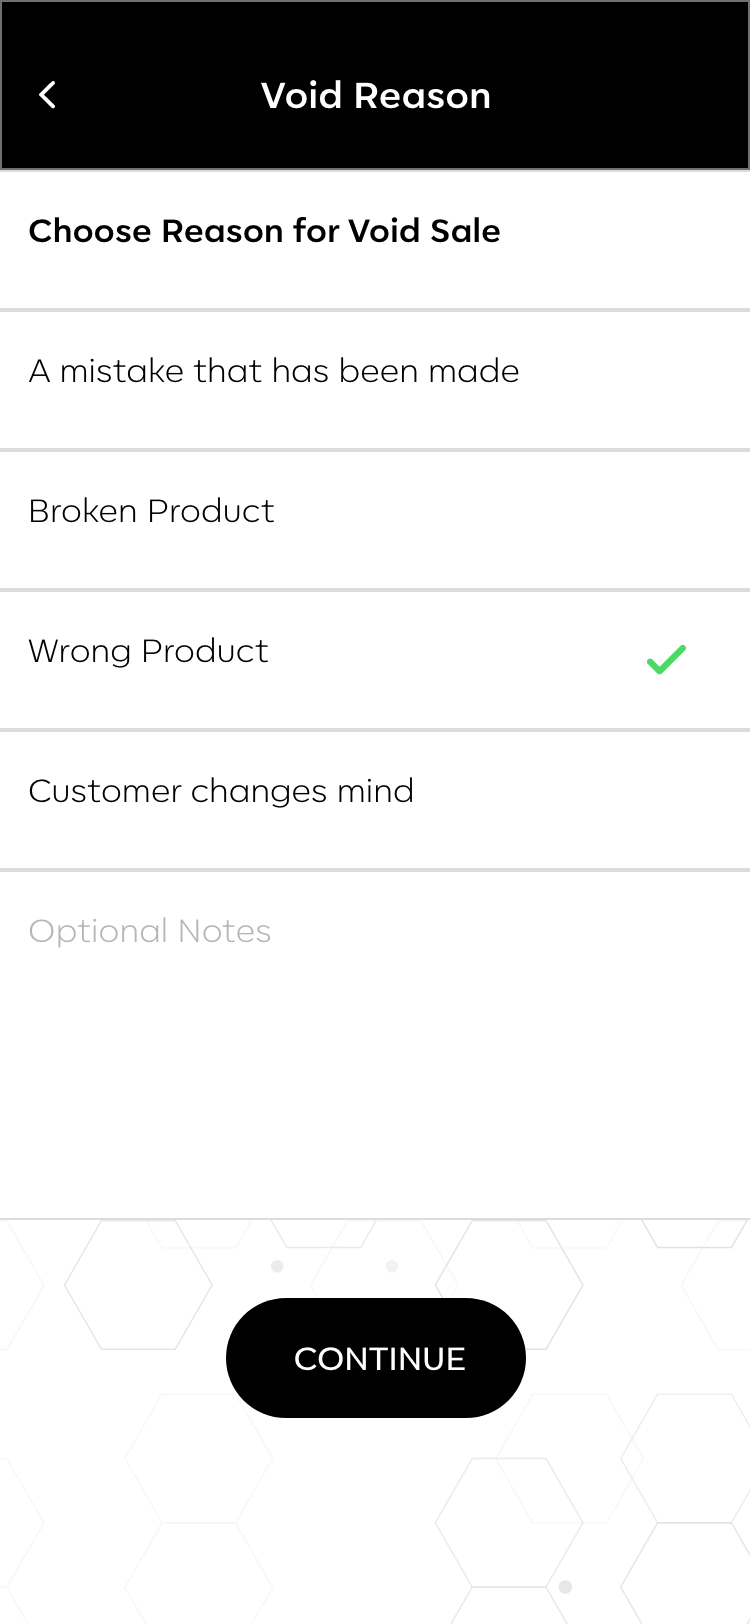 Void Reason
Choose Reason for Void Sale
A mistake that has been made
Broken Product
Wrong Product
Customer changes mind
Optional Notes
CONTINUE